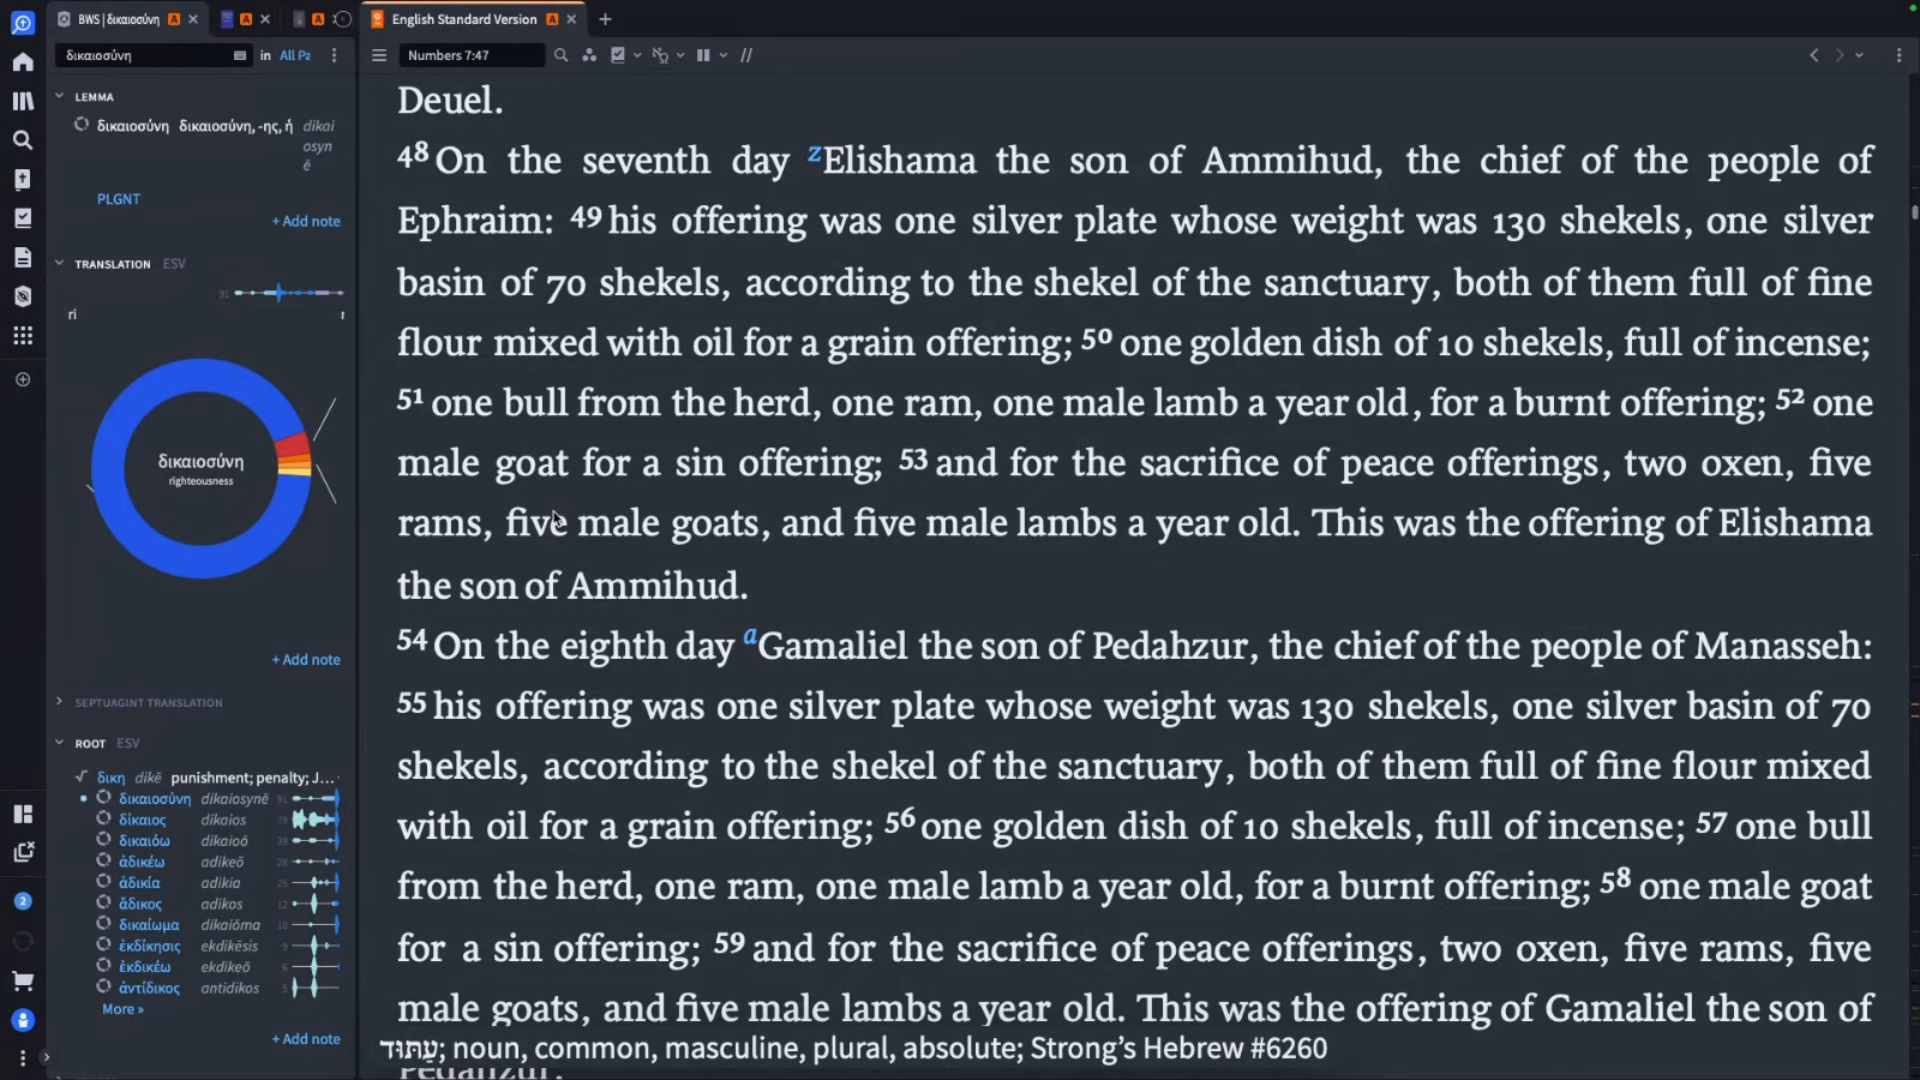 BWS | δικαιοσύνη A
A
A
English Standard Version A
δικαιοσύνη in All Pa
Numbers 7:47
LEMMA
δικαιοσύνη δικαιοσύνη, -ης, ἡ dikai
osyn
ē
PLGNT
+ Add note
TRANSLATION ESV
91
ri
δικαιοσύνη
righteousness
+ Add note
SEPTUAGINT TRANSLATION
ROOT ESV
δικη dikē punishment; penalty; J...
δικαιοσύνη dikaiosynē 91
δίκαιος dikaios 79
δικαιόω dikaioō 39
ἀδικέω adikeō 28
ἀδικία adikia 25
ἄδικος adikos 12
δικαίωμα dikaiōma 10
ἐκδίκησις ekdikēsis 9
ἐκδικέω ekdikeō 6
ἀντίδικος antidikos 5
More »
+ Add note
2
Deuel.
48 On the seventh day zElishama the son of Ammihud, the chief of the people of
Ephraim: 49 his offering was one silver plate whose weight was 130 shekels, one silver
basin of 70 shekels, according to the shekel of the sanctuary, both of them full of fine
flour mixed with oil for a grain offering; 50 one golden dish of 10 shekels, full of incense;
51 one bull from the herd, one ram, one male lamb a year old, for a burnt offering; 52 one
male goat for a sin offering; 53 and for the sacrifice of peace offerings, two oxen, five
rams, five male goats, and five male lambs a year old. This was the offering of Elishama
the son of Ammihud.
54 On the eighth day aGamaliel the son of Pedahzur, the chief of the people of Manasseh:
55 his offering was one silver plate whose weight was 130 shekels, one silver basin of 70
shekels, according to the shekel of the sanctuary, both of them full of fine flour mixed
with oil for a grain offering; 56 one golden dish of 10 shekels, full of incense; 57 one bull
from the herd, one ram, one male lamb a year old, for a burnt offering; 58 one male goat
for a sin offering; 59 and for the sacrifice of peace offerings, two oxen, five rams, five
male goats, and five male lambs a year old. This was the offering of Gamaliel the son of
עַתּוּד; noun, common, masculine, plural, absolute; Strong's Hebrew #6260
Pedahzur.